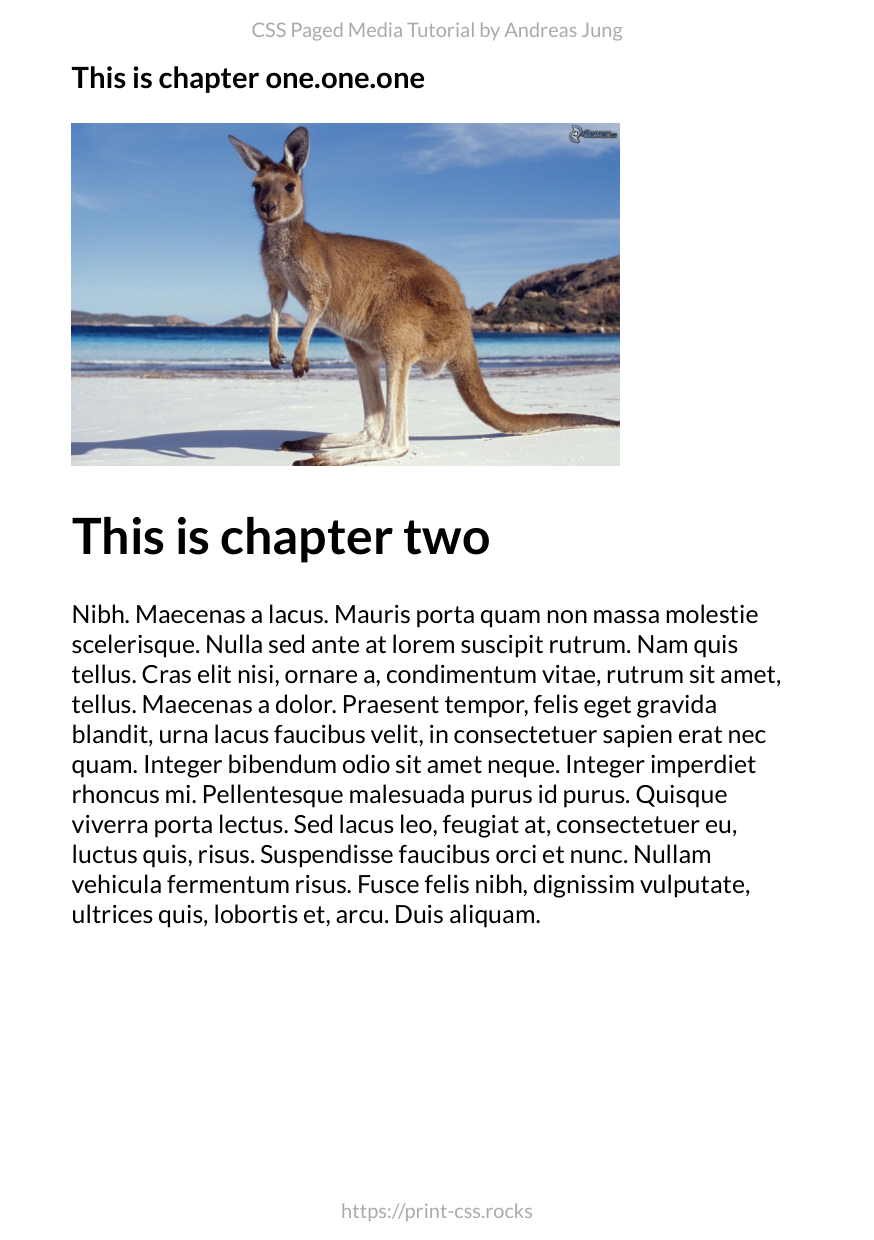 CSS Paged Media Tutorial by Andreas Jung
This is chapter one.one.one
This is chapter two
Nibh. Maecenas a lacus. Mauris porta quam non massa molestie
scelerisque. Nulla sed ante at lorem suscipit rutrum. Nam quis
tellus. Cras elit nisi, ornare a, condimentum vitae, rutrum sit amet,
tellus. Maecenas a dolor. Praesent tempor, felis eget gravida
blandit, urna lacus faucibus velit, in consectetuer sapien erat nec
quam. Integer bibendum odio sit amet neque. Integer imperdiet
rhoncus mi. Pellentesque malesuada purus id purus. Quisque
viverra porta lectus. Sed lacus leo, feugiat at, consectetuer eu,
luctus quis, risus. Suspendisse faucibus orci et nunc. Nullam
vehicula fermentum risus. Fusce felis nibh, dignissim vulputate,
ultrices quis, lobortis et, arcu. Duis aliquam.
https://print-css.rocks